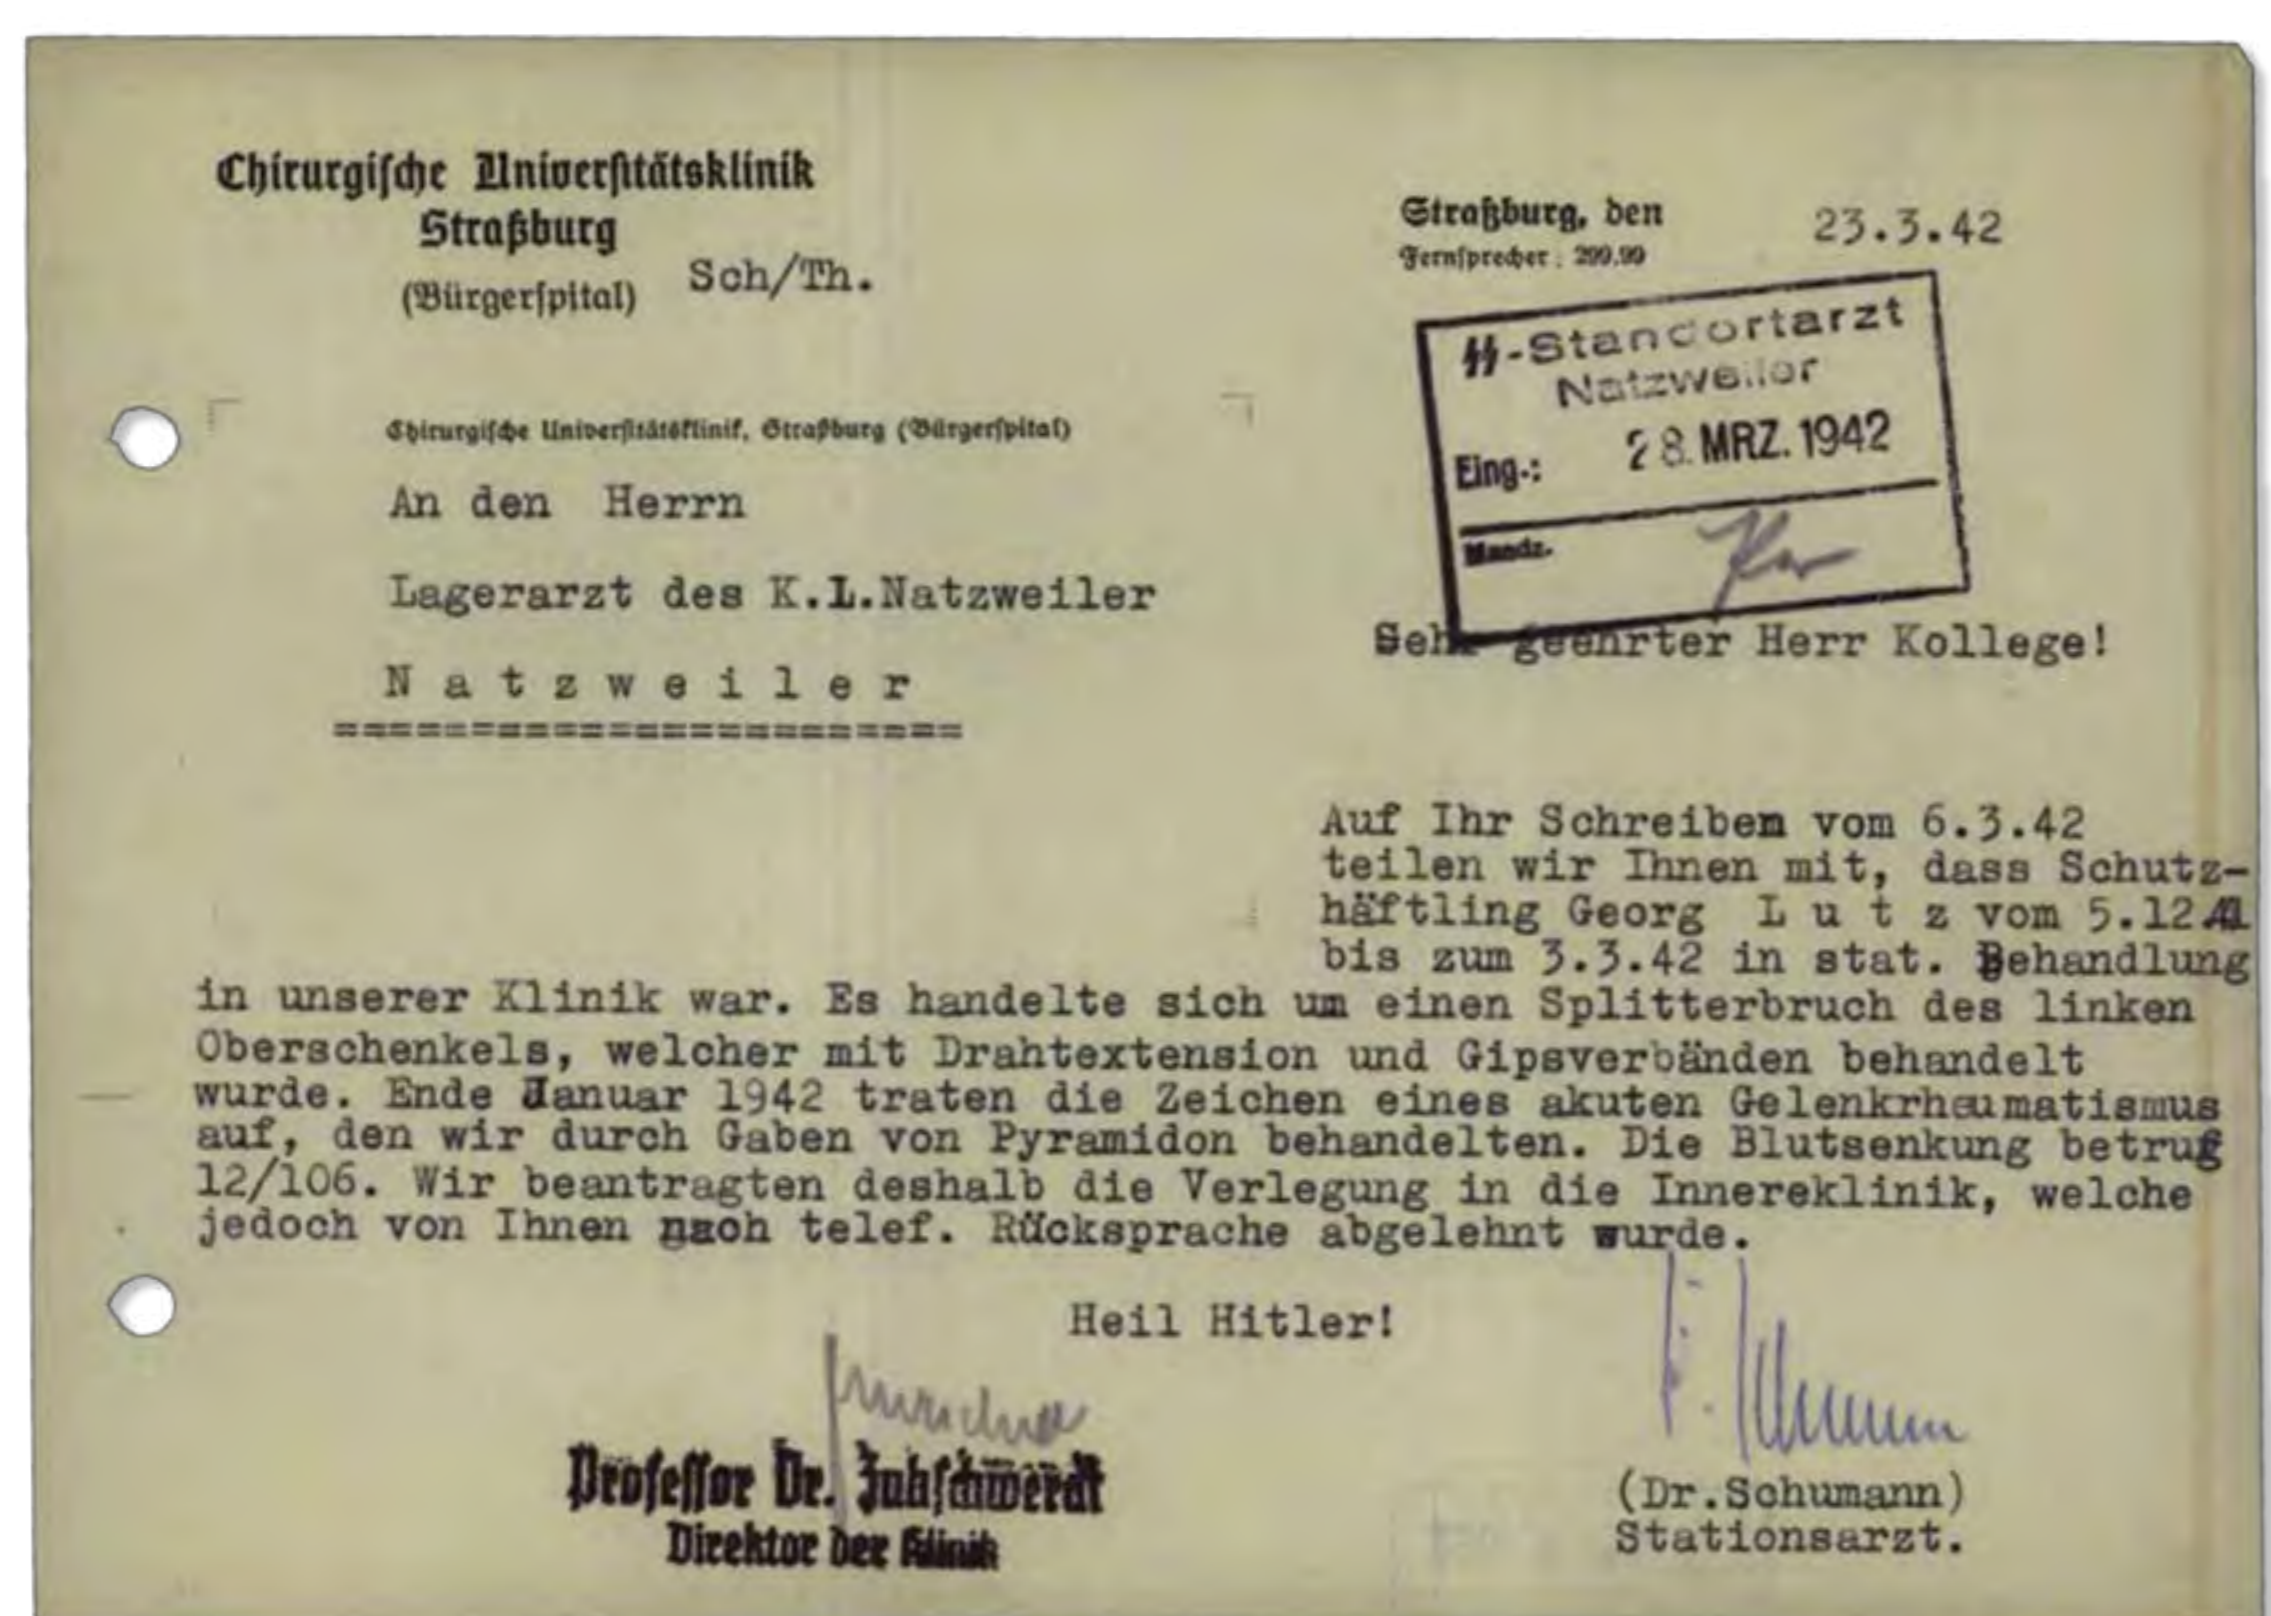 Chirurgische Universitätsklinik
Straßburg
(Bürgerspital)
Sch/Th.
Straßburg, den 23.3.42
Fernsprecher: 299.99
SS-Standortarzt
Natzweiler
Eing.: 28. MRZ. 1942
Chirurgische Universitätsklinik, Straßburg (Bürgerspital)
An den Herrn
Lagerarzt des K.L.Natzweiler
Natzweiler
=======================
Sehr geehrter Herr Kollege!
Auf Ihr Schreiben vom 6.3.42
teilen wir Ihnen mit, dass Schutz-
häftling Georg L u t z vom 5.12.41
bis zum 3.3.42 in stat. Behandlung
in unserer Klinik war. Es handelte sich um einen Splitterbruch des linken
Oberschenkels, welcher mit Drahtextension und Gipsverbänden behandelt
wurde. Ende Januar 1942 traten die Zeichen eines akuten Gelenkrheumatismus
auf, den wir durch Gaben von Pyramidon behandelten. Die Blutsenkung betrug
12/106. Wir beantragten deshalb die Verlegung in die Innereklinik, welche
jedoch von Ihnen nach telef. Rücksprache abgelehnt wurde.
Heil Hitler!
Professor Dr. Zukschwerdt
Direktor der Klinik
(Dr.Schumann)
Stationsarzt.